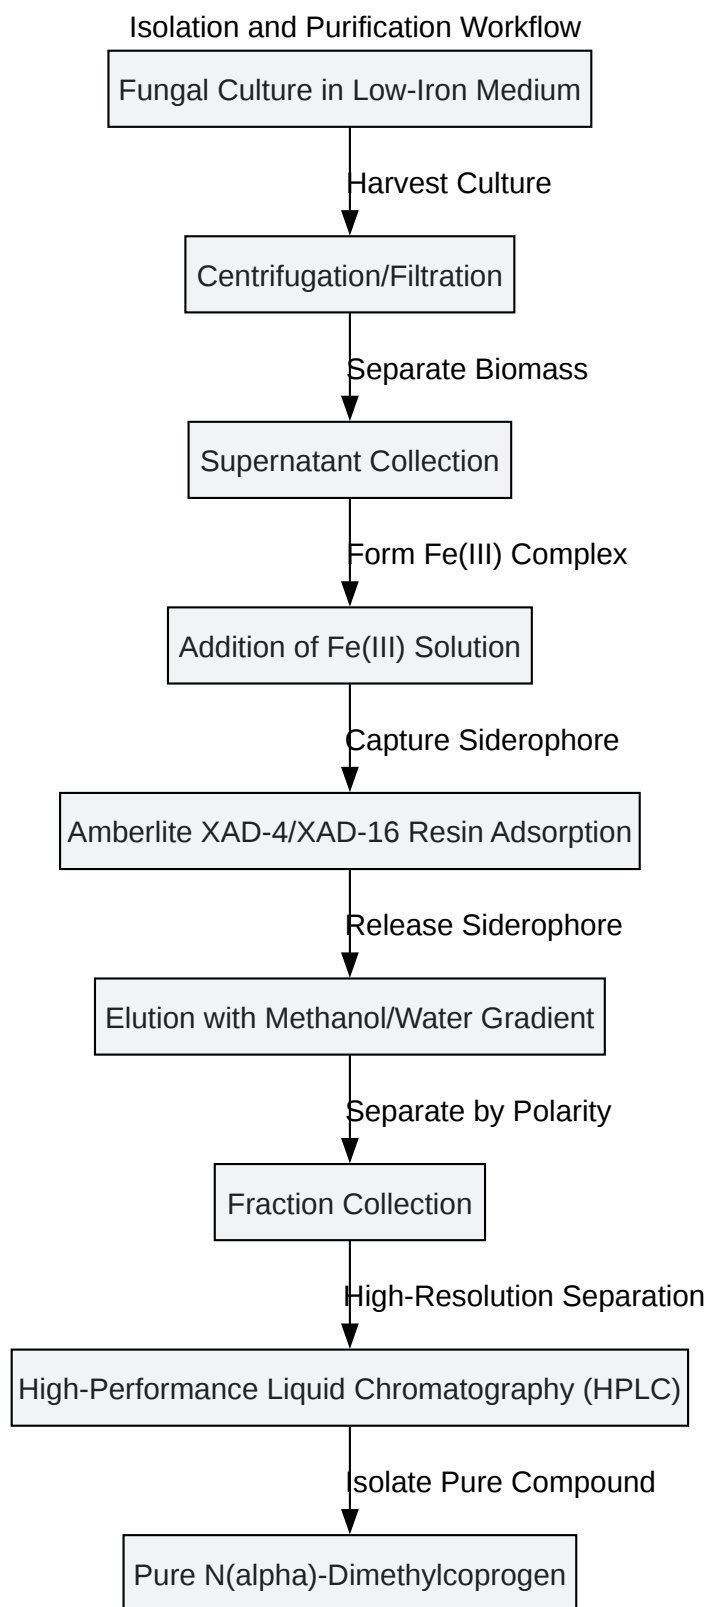 Isolation and Purification Workflow
Fungal Culture in Low-Iron Medium
Harvest Culture
Centrifugation/Filtration
Separate Biomass
Supernatant Collection
Form Fe(III) Complex
Addition of Fe(III) Solution
Capture Siderophore
Amberlite XAD-4/XAD-16 Resin Adsorption
Release Siderophore
Elution with Methanol/Water Gradient
Separate by Polarity
Fraction Collection
High-Resolution Separation
High-Performance Liquid Chromatography (HPLC)
Isolate Pure Compound
Pure N(alpha)-Dimethylcoprogen